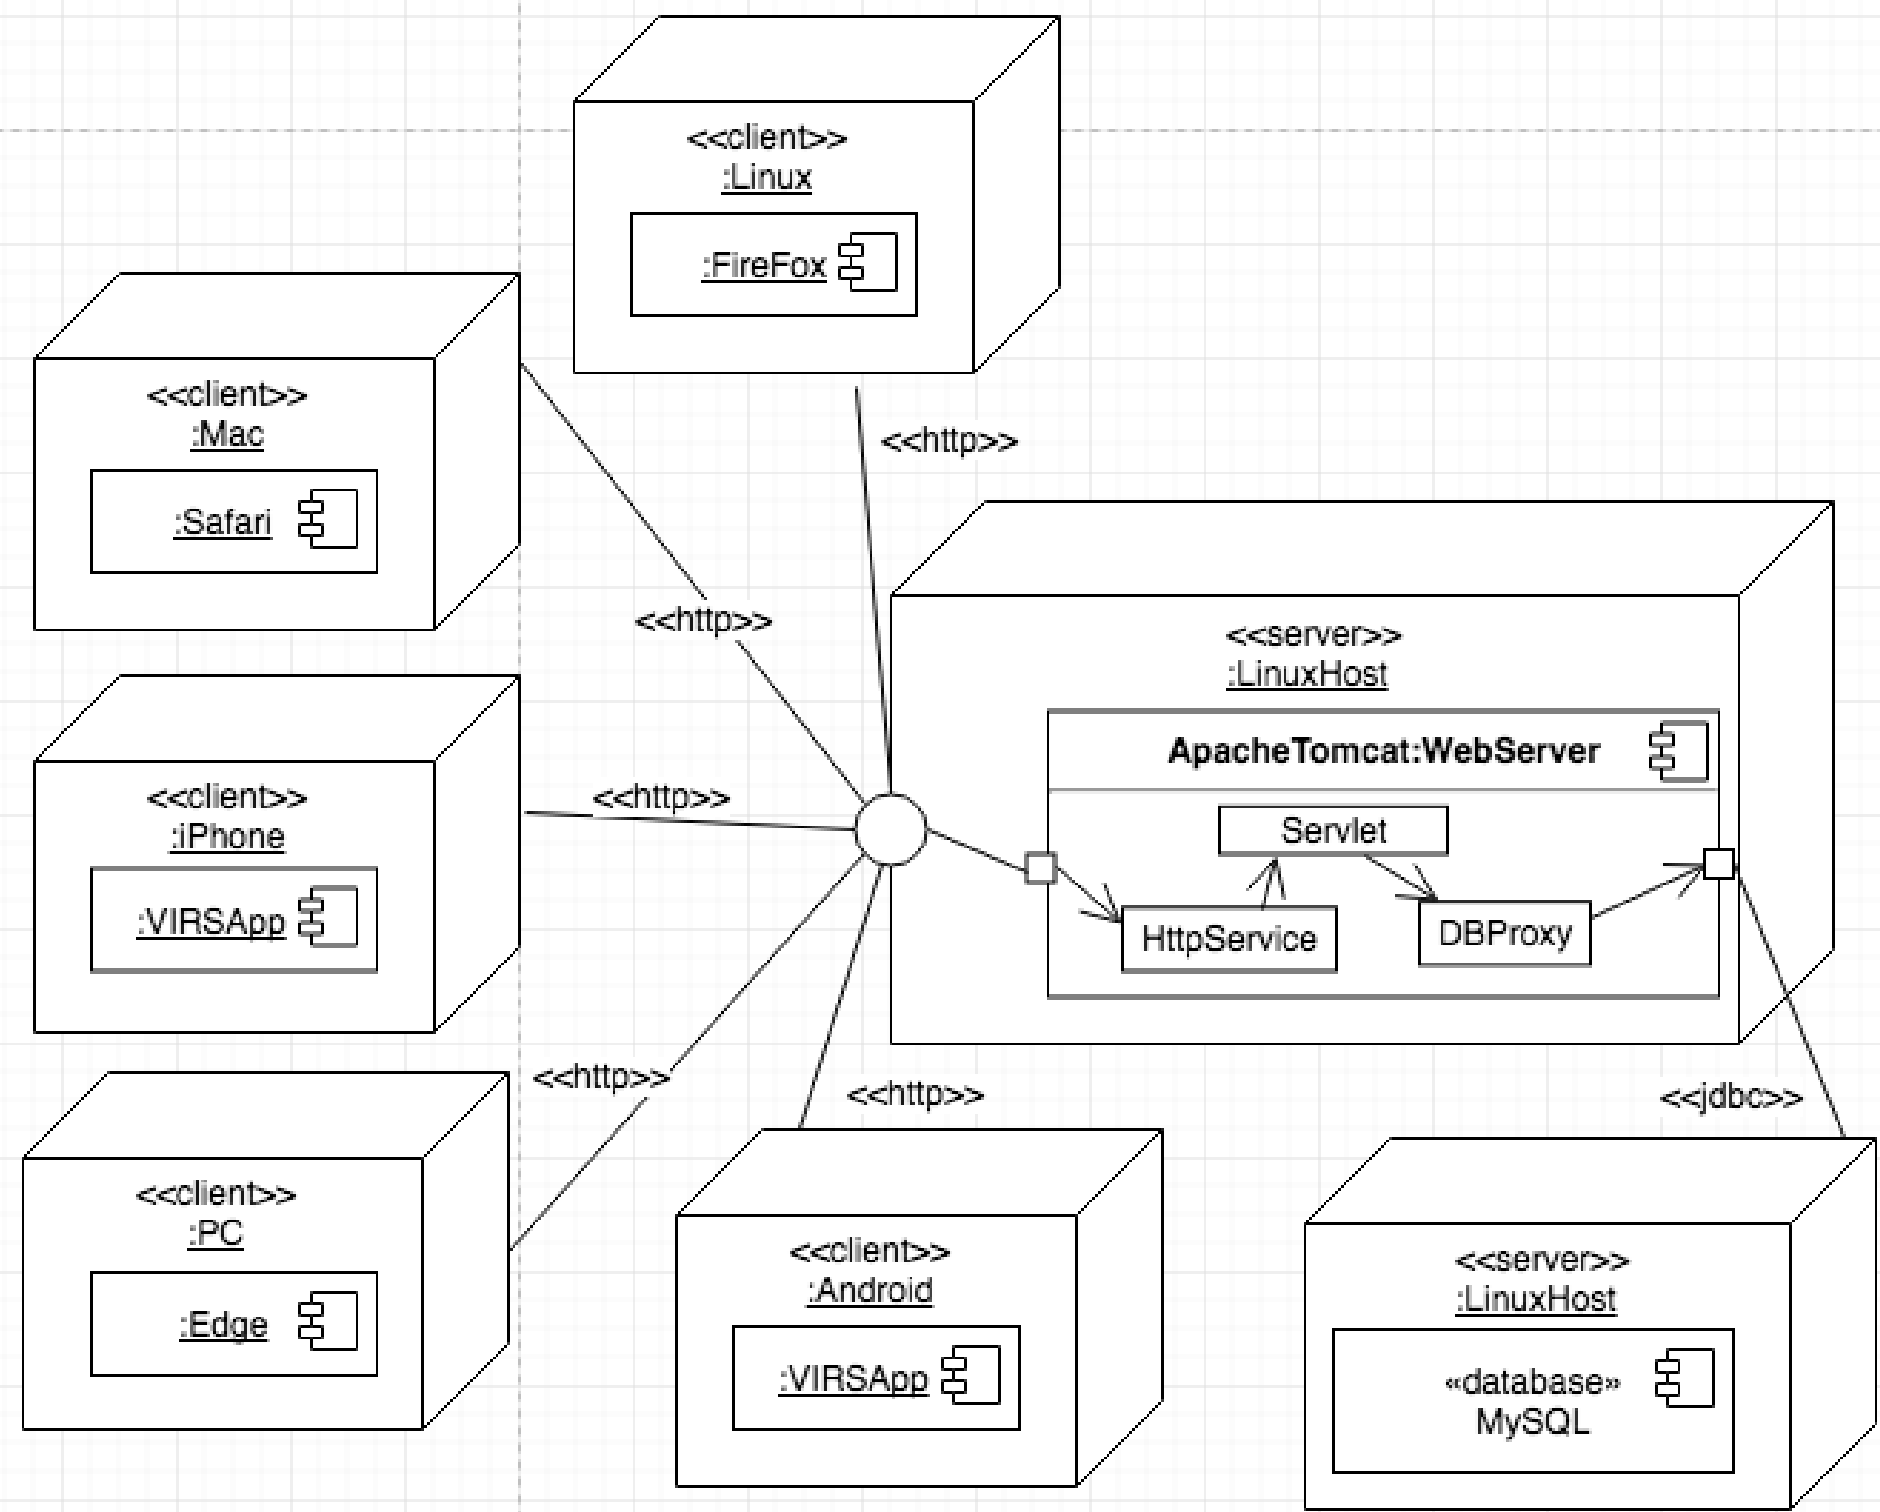 <<client>>
:Linux
:FireFox
<<client>>
:Mac
:Safari
<<http>>
<<http>>
<<server>>
:LinuxHost
ApacheTomcat:WebServer
Servlet
HttpService
DBProxy
<<client>>
:iPhone
:VIRSApp
<<http>>
<<http>>
<<http>>
<<jdbc>>
<<client>>
:PC
:Edge
<<client>>
:Android
:VIRSApp
<<server>>
:LinuxHost
«database»
MySQL